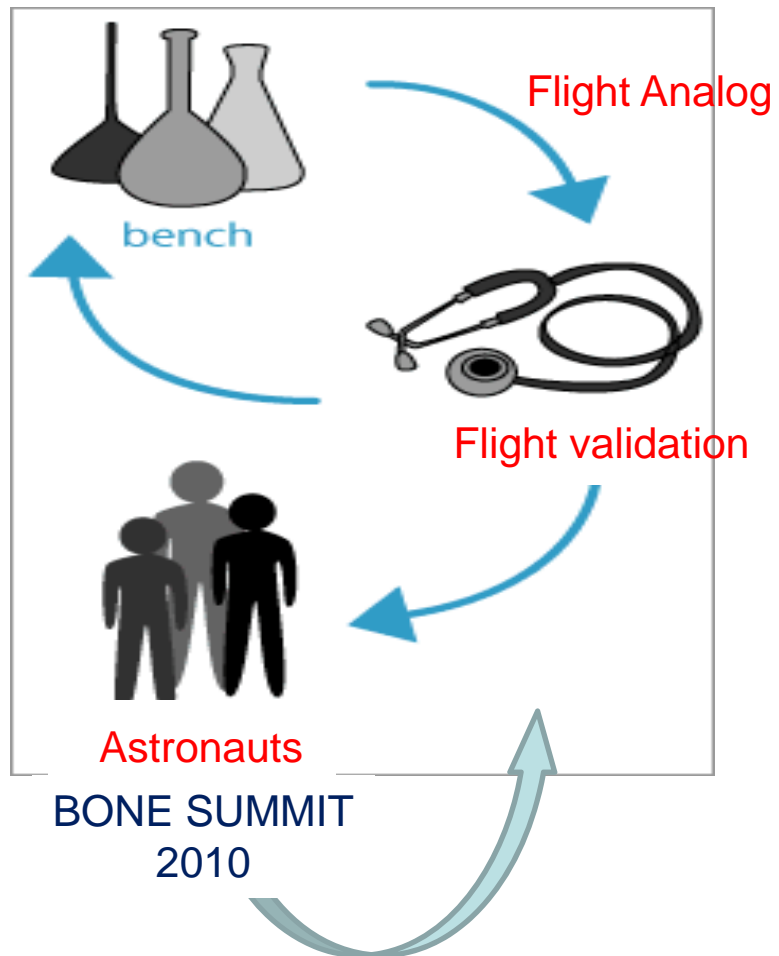 Flight Analog
bench
Flight validation
Astronauts
BONE SUMMIT
2010